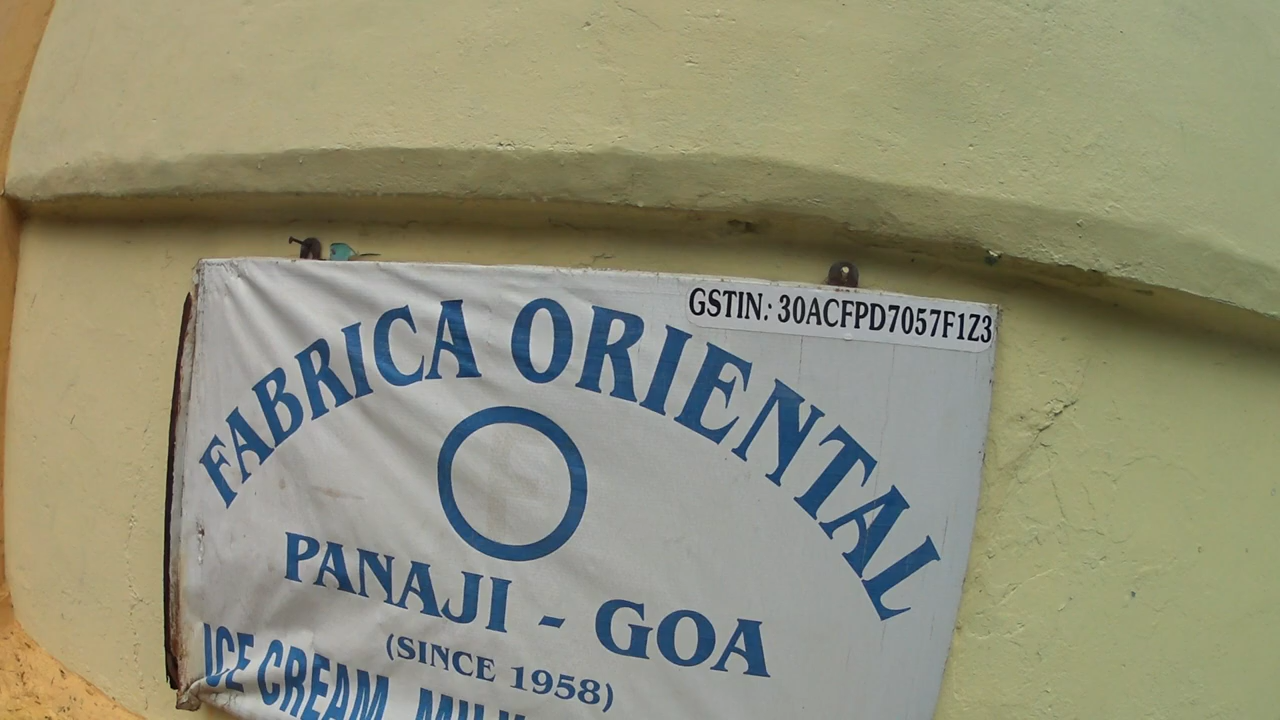 GSTIN.: 30ACFPD7057F1Z3
FABRICA ORIENTAL
PANAJI - GOA
(SINCE 1958)
ICE CREAM,